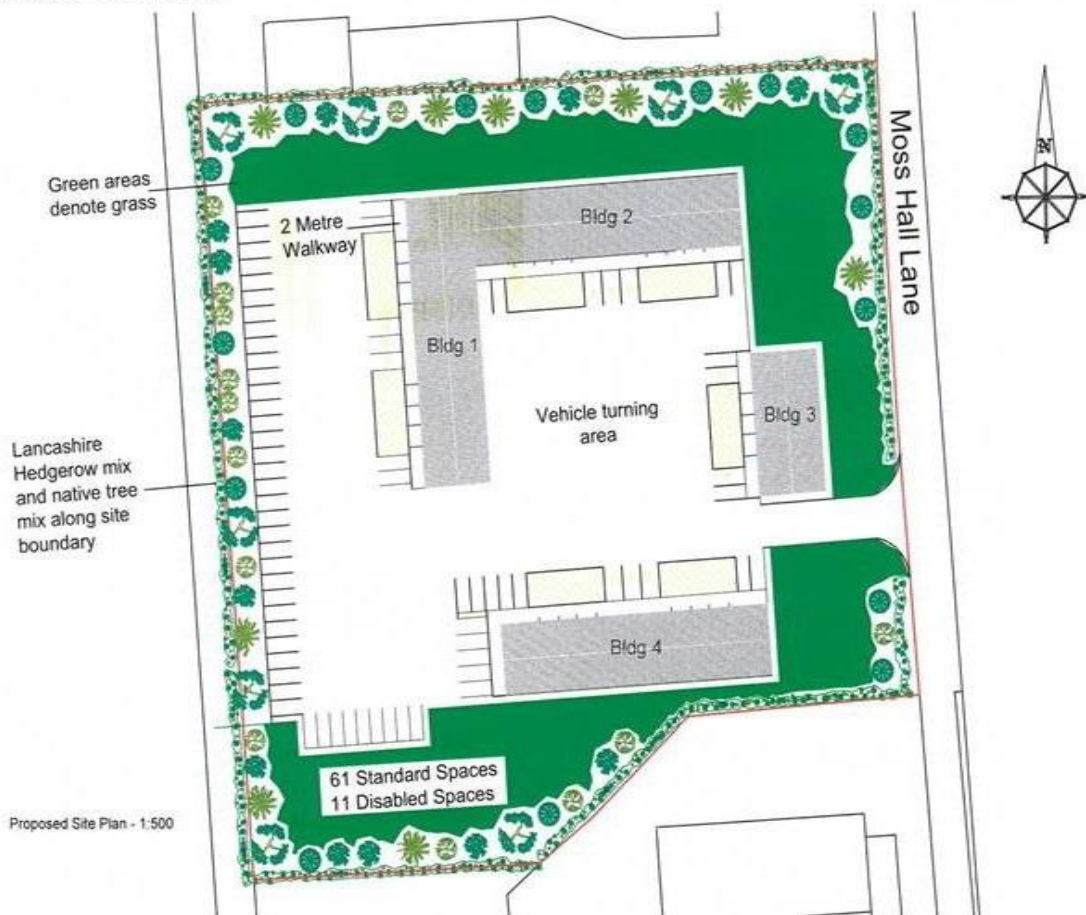 Green areas
denote grass
2 Metre
Walkway
Bldg 2
Moss Hall Lane
N
Bldg 1
Vehicle turning
area
Bldg 3
Lancashire
Hedgerow mix
and native tree
mix along site
boundary
Bldg 4
61 Standard Spaces
11 Disabled Spaces
Proposed Site Plan - 1:500